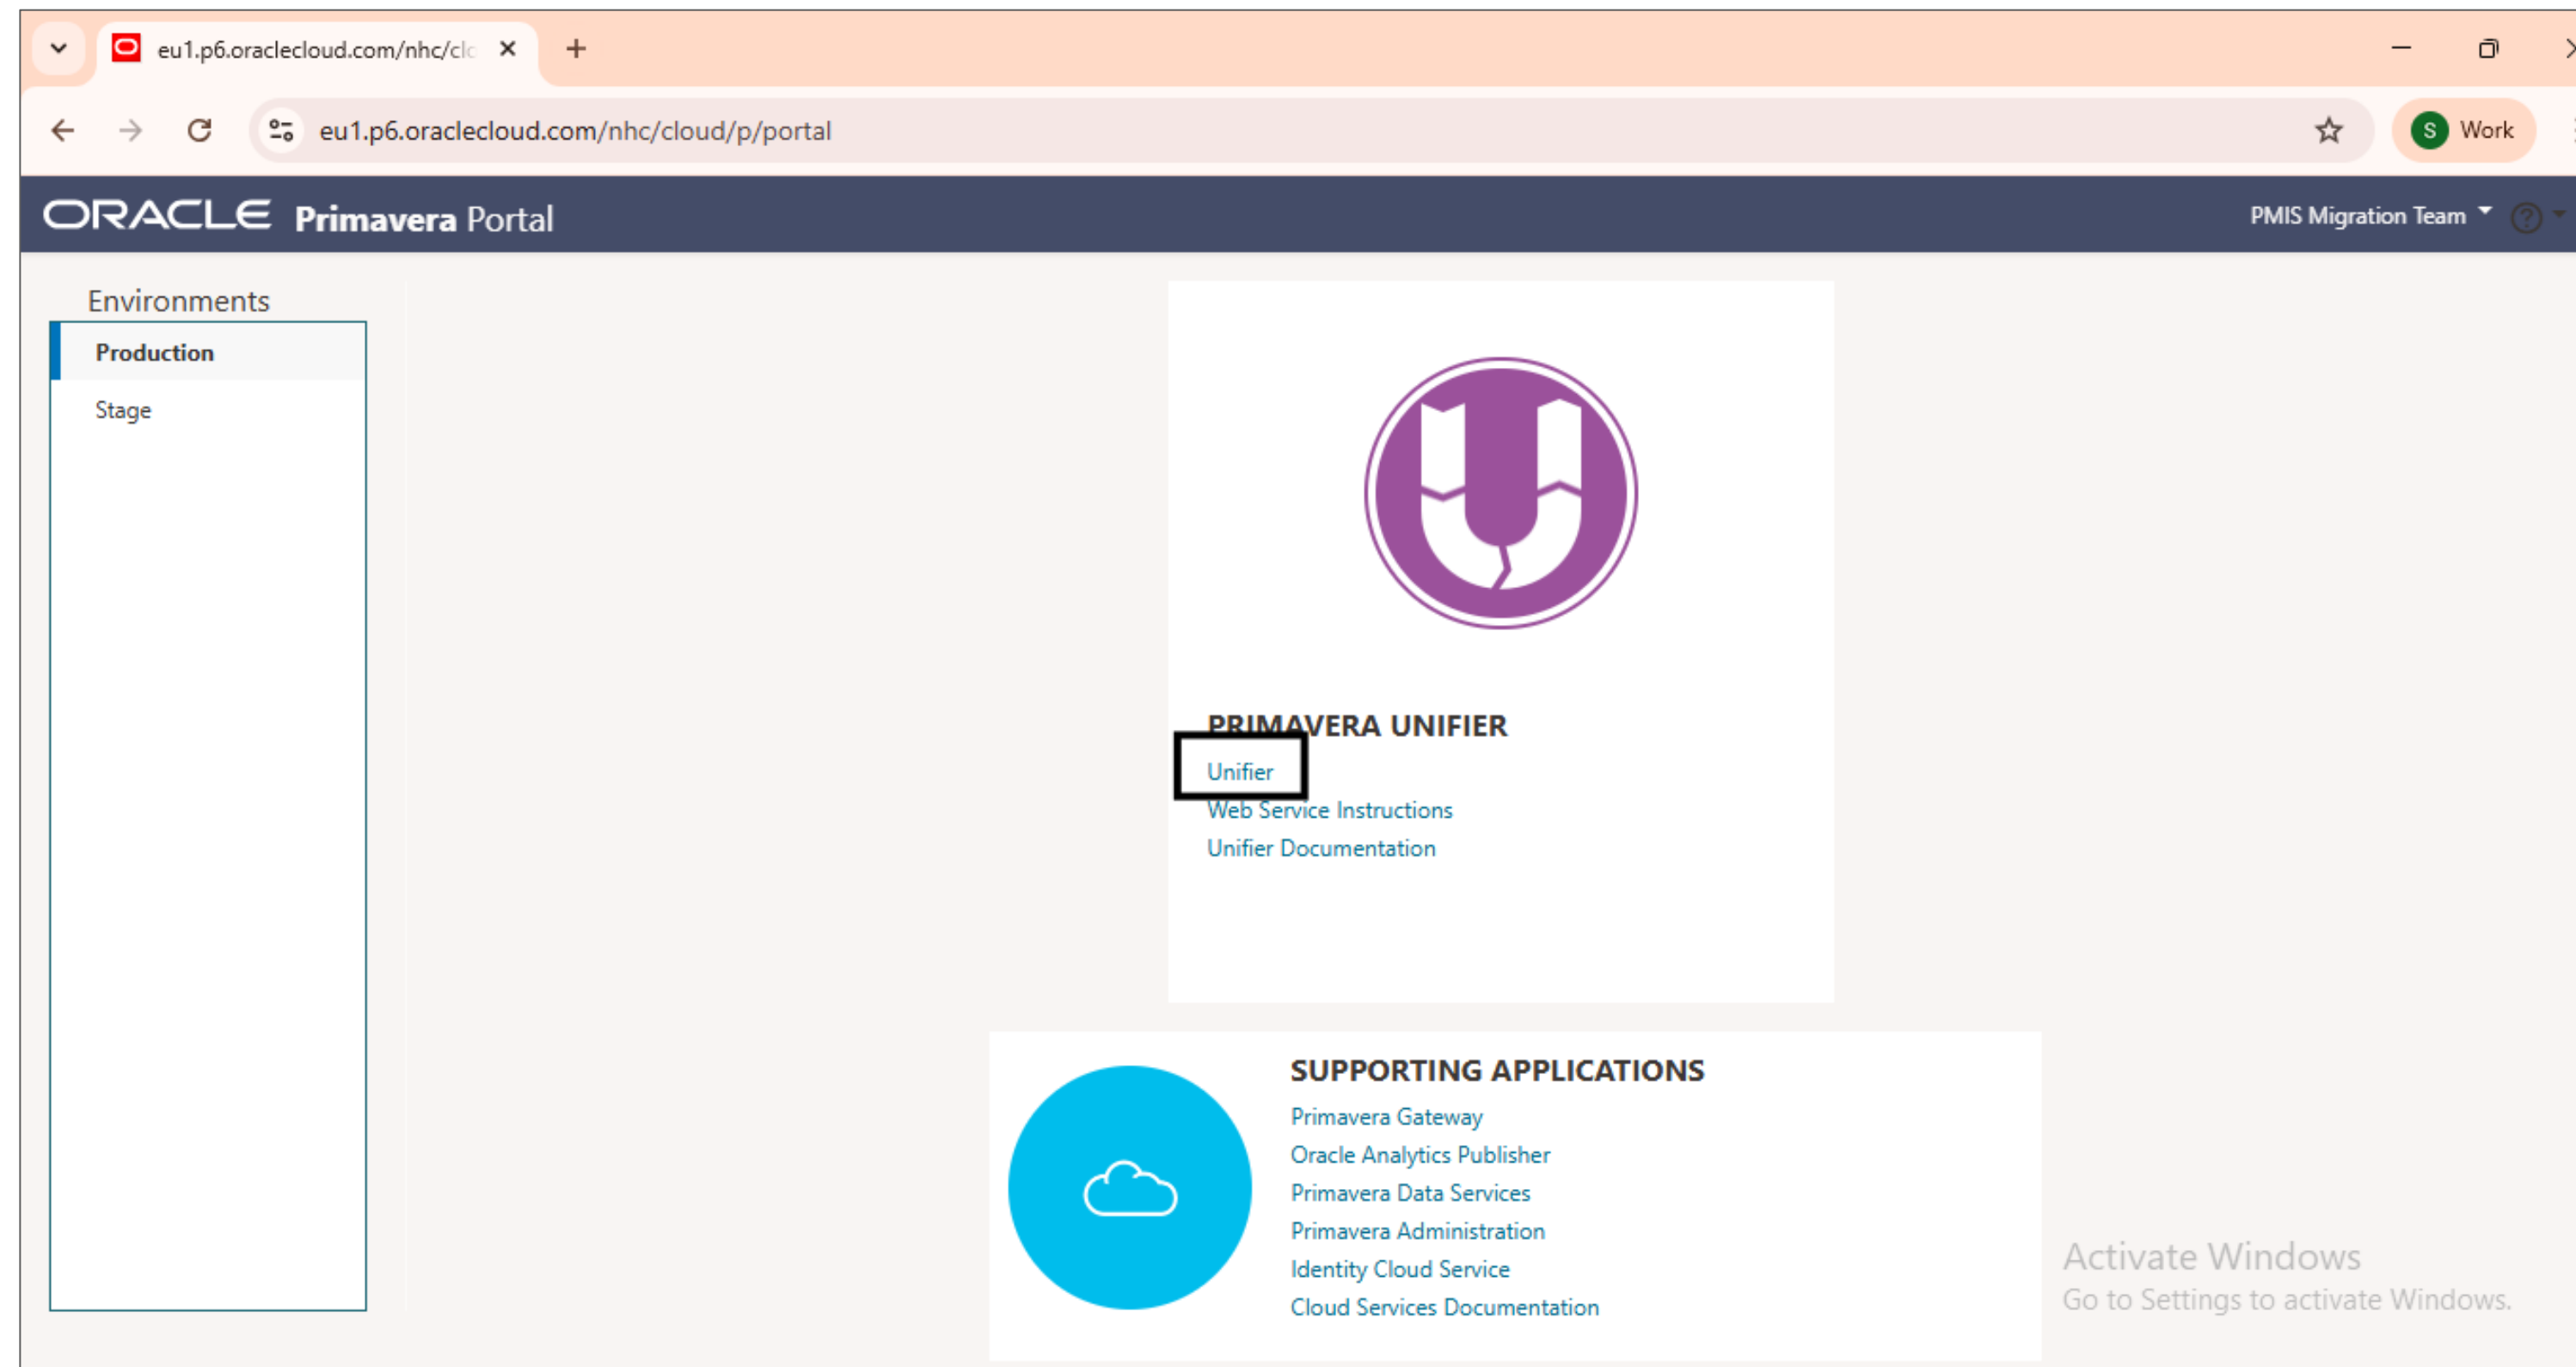 eu1.p6.oraclecloud.com/nhc/clo
eu1.p6.oraclecloud.com/nhc/cloud/p/portal
S Work
ORACLE Primavera Portal
PMIS Migration Team
Environments
Production
Stage
PRIMAVERA UNIFIER
Unifier
Web Service Instructions
Unifier Documentation
SUPPORTING APPLICATIONS
Primavera Gateway
Oracle Analytics Publisher
Primavera Data Services
Primavera Administration
Identity Cloud Service
Cloud Services Documentation
Activate Windows
Go to Settings to activate Windows.